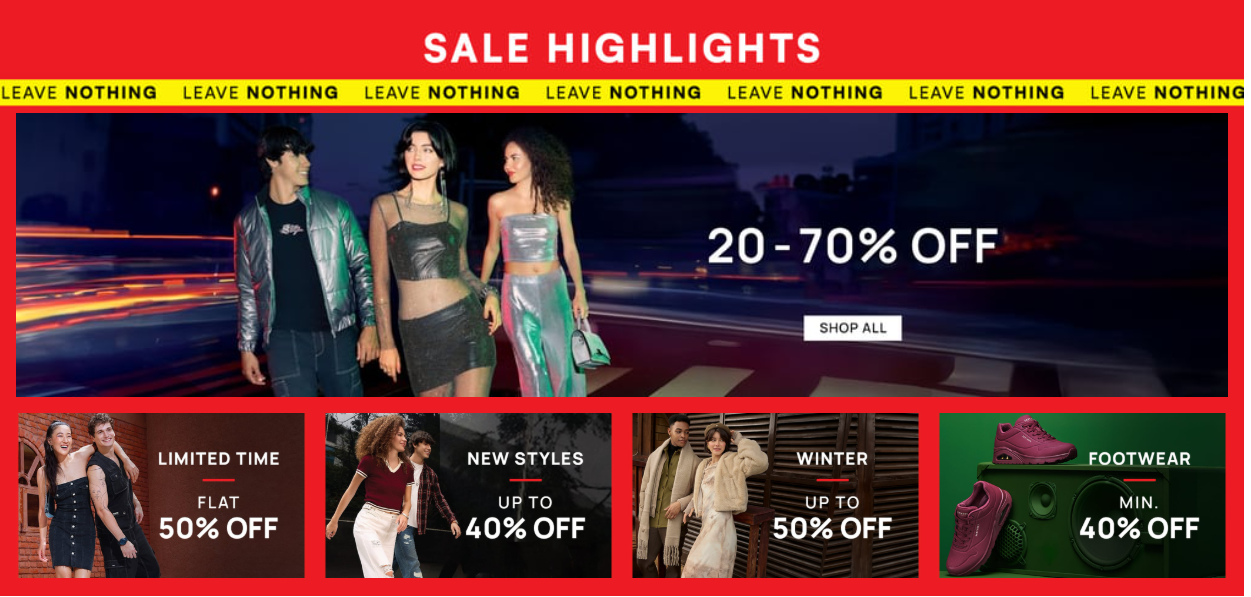 SALE HIGHLIGHTS
LEAVE NOTHING LEAVE NOTHING LEAVE NOTHING LEAVE NOTHING LEAVE NOTHING LEAVE NOTHING LEAVE NOTHING
20 - 70% OFF
SHOP ALL
LIMITED TIME
FLAT
50% OFF
NEW STYLES
UP TO
40% OFF
WINTER
UP TO
50% OFF
FOOTWEAR
MIN.
40% OFF